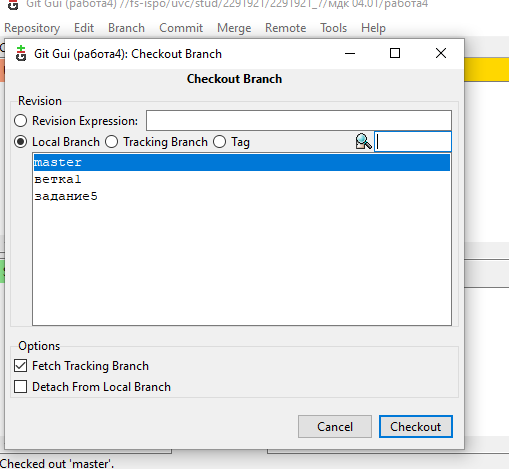 Git Gui (работа4) //fs-ispo/uvc/stud/2291921/2291921_7/мдк 04.01/работа4
Repository Edit Branch Commit Merge Remote Tools Help
Git Gui (работа4): Checkout Branch
Checkout Branch
Revision
Revision Expression:
Local Branch Tracking Branch Tag
master
ветка1
задание5
Options
Fetch Tracking Branch
Detach From Local Branch
Cancel Checkout
Checked out 'master'.